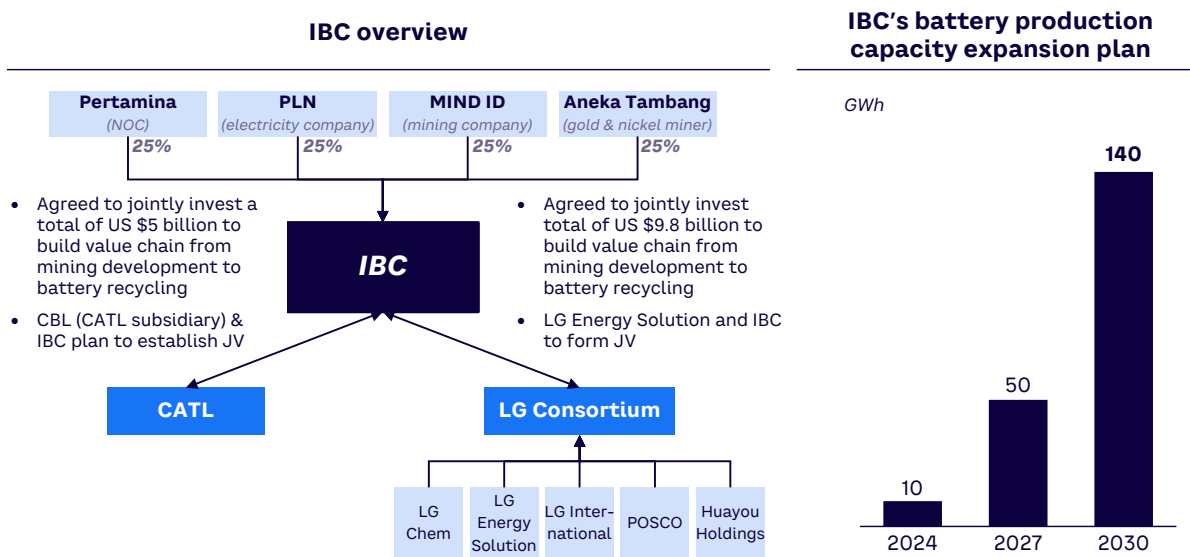 IBC overview
Pertamina
(NOC)
25%
PLN
(electricity company)
25%
MIND ID
(mining company)
25%
Aneka Tambang
(gold & nickel miner)
25%
• Agreed to jointly invest a
total of US $5 billion to
build value chain from
mining development to
battery recycling
• CBL (CATL subsidiary) &
IBC plan to establish JV
IBC
• Agreed to jointly invest
total of US $9.8 billion to
build value chain from
mining development to
battery recycling
• LG Energy Solution and IBC
to form JV
CATL
LG Consortium
LG
Chem
LG
Energy
Solution
LG Inter-
national
POSCO
Huayou
Holdings
IBC's battery production
capacity expansion plan
GWh
10
50
140
2024
2027
2030